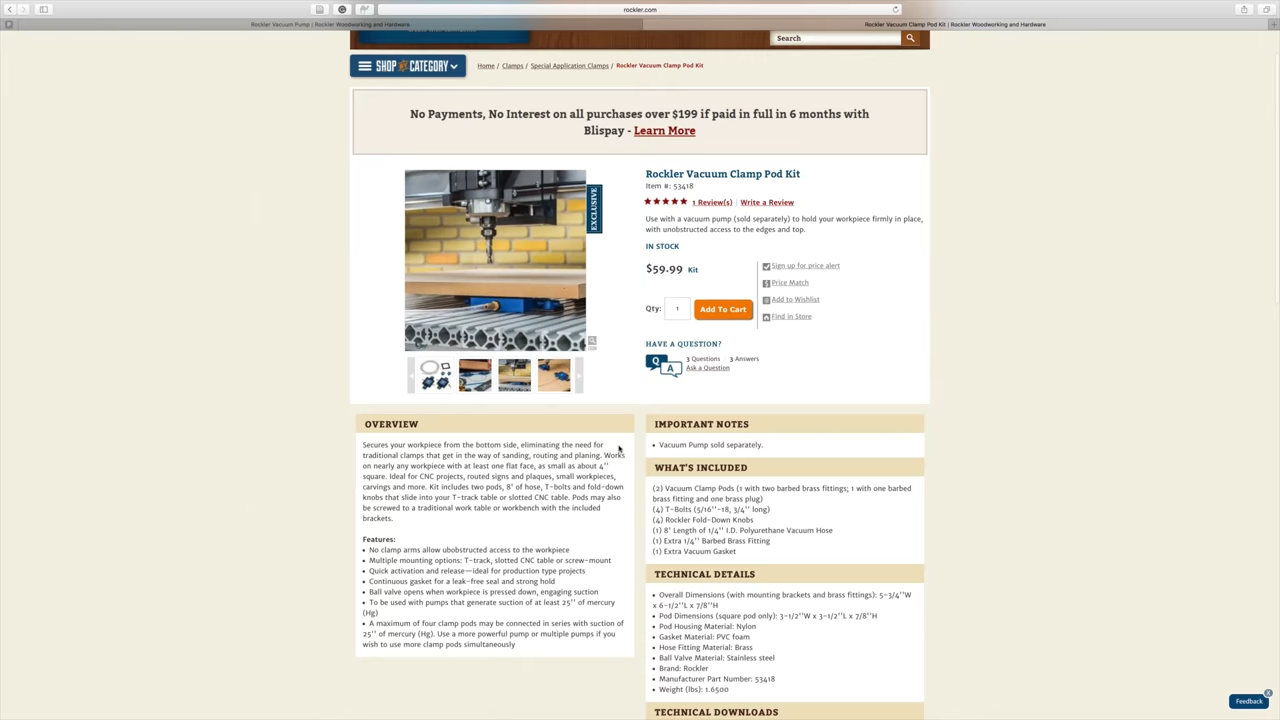 rockler.com
Rockler Vacuum Pump | Rockler Woodworking and Hardware
Rockler Vacuum Clamp Pod Kit | Rockler Woodworking and Hardware
Search
SHOP CATEGORY
Home / Clamps / Special Application Clamps / Rockler Vacuum Clamp Pod Kit
No Payments, No Interest on all purchases over $199 if paid in full in 6 months with
Blispay - Learn More
EXCLUSIVE
Rockler Vacuum Clamp Pod Kit
Item #: 53418
1 Review(s) | Write a Review
Use with a vacuum pump (sold separately) to hold your workpiece firmly in place,
with unobstructed access to the edges and top.
IN STOCK
$59.99 Kit
Qty: 1 Add To Cart
Sign up for price alert
Price Match
Add to Wishlist
Find in Store
HAVE A QUESTION?
Q A
3 Questions 3 Answers
Ask a Question
OVERVIEW
Secures your workpiece from the bottom side, eliminating the need for
traditional clamps that get in the way of sanding, routing and planing. Works
on nearly any workpiece with at least one flat face, as small as about 4''
square. Ideal for CNC projects, routed signs and plaques, small workpieces,
carvings and more. Kit includes two pods, 8' of hose, T-bolts and fold-down
knobs that slide into your T-track table or slotted CNC table. Pods may also
be screwed to a traditional work table or workbench with the included
brackets.
Features:
• No clamp arms allow ubobstructed access to the workpiece
• Multiple mounting options: T-track, slotted CNC table or screw-mount
• Quick activation and release—ideal for production type projects
• Continuous gasket for a leak-free seal and strong hold
• Ball valve opens when workpiece is pressed down, engaging suction
• To be used with pumps that generate suction of at least 25'' of mercury
(Hg)
• A maximum of four clamp pods may be connected in series with suction of
25'' of mercury (Hg). Use a more powerful pump or multiple pumps if you
wish to use more clamp pods simultaneously
IMPORTANT NOTES
• Vacuum Pump sold separately.
WHAT'S INCLUDED
(2) Vacuum Clamp Pods (1 with two barbed brass fittings; 1 with one barbed
brass fitting and one brass plug)
(4) T-Bolts (5/16''-18, 3/4'' long)
(4) Rockler Fold-Down Knobs
(1) 8' Length of 1/4'' I.D. Polyurethane Vacuum Hose
(1) Extra 1/4'' Barbed Brass Fitting
(1) Extra Vacuum Gasket
TECHNICAL DETAILS
• Overall Dimensions (with mounting brackets and brass fittings): 5-3/4''W
x 6-1/2''L x 7/8''H
• Pod Dimensions (square pod only): 3-1/2''W x 3-1/2''L x 7/8''H
• Pod Housing Material: Nylon
• Gasket Material: PVC foam
• Hose Fitting Material: Brass
• Ball Valve Material: Stainless steel
• Brand: Rockler
• Manufacturer Part Number: 53418
• Weight (lbs): 1.6500
TECHNICAL DOWNLOADS
Feedback
X